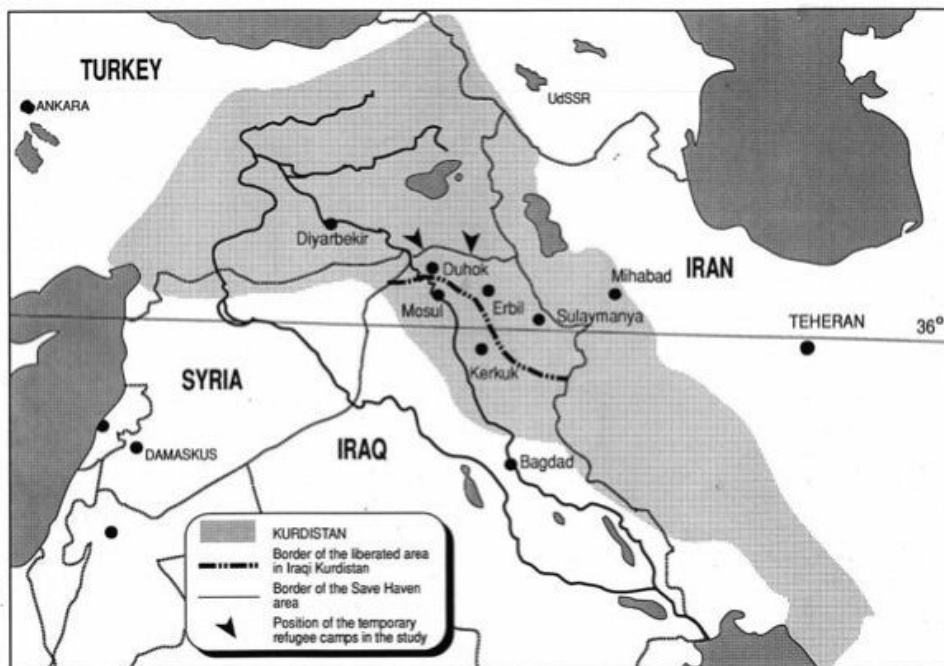 TURKEY
ANKARA
UdSSR
Diyarbekir
Duhok
Mihabad
IRAN
Mosul
Erbil
Sulaymanya
TEHERAN
36°
Kerkuk
SYRIA
DAMASKUS
IRAQ
Bagdad
KURDISTAN
Border of the liberated area
in Iraqi Kurdistan
Border of the Save Haven
area
Position of the temporary
refugee camps in the study